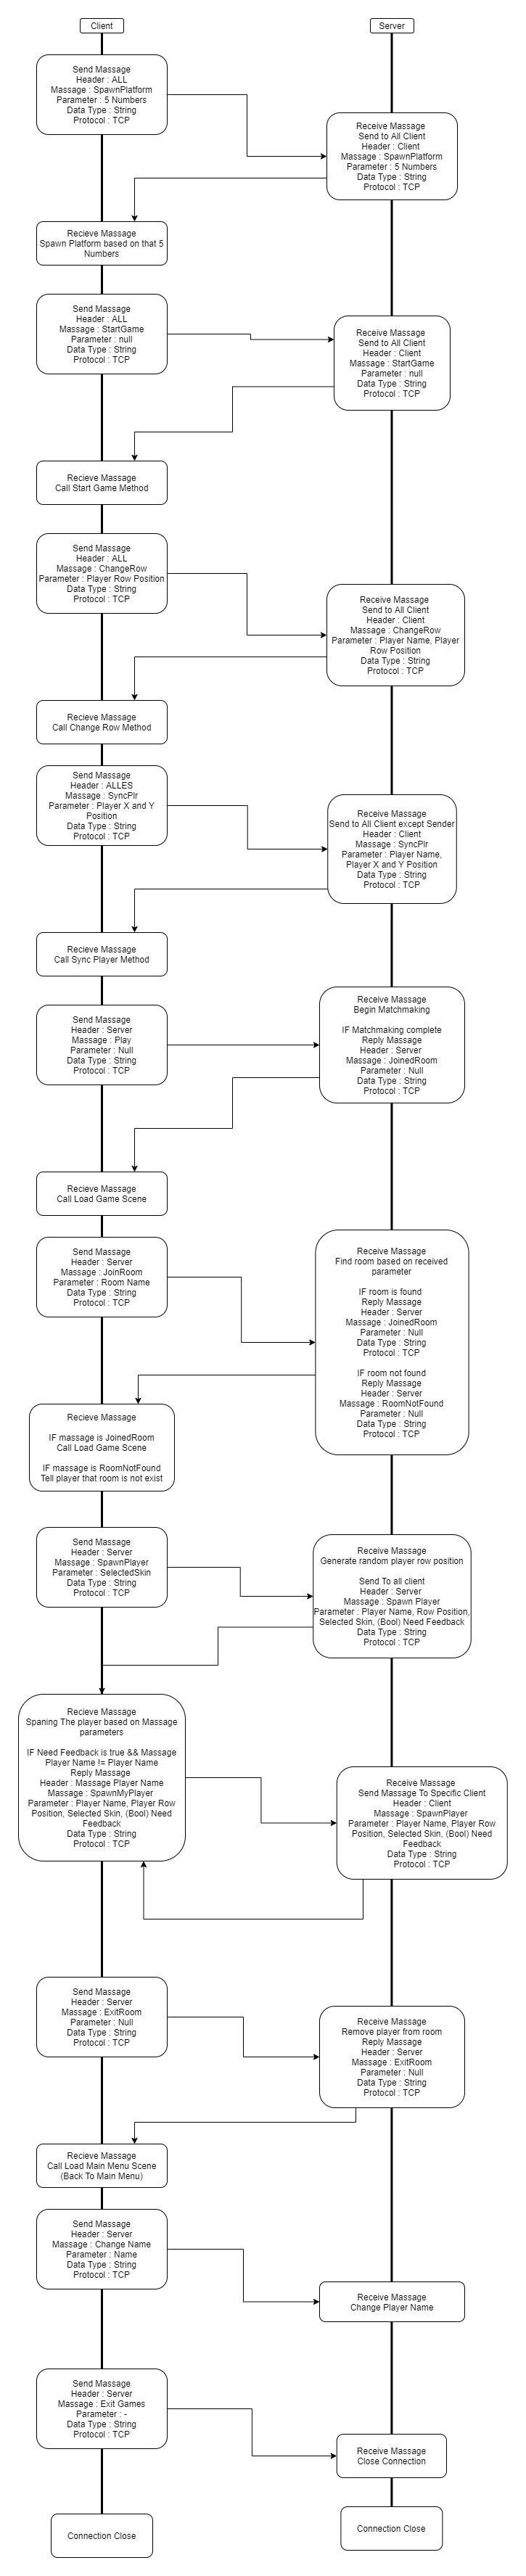 Client
Server
Send Massage
Header : ALL
Massage : SpawnPlatform
Parameter : 5 Numbers
Data Type : String
Protocol : TCP
Receive Massage
Send to All Client
Header : Client
Massage : SpawnPlatform
Parameter : 5 Numbers
Data Type : String
Protocol : TCP
Recieve Massage
Spawn Platform based on that 5
Numbers
Send Massage
Header : ALL
Massage : StartGame
Parameter : null
Data Type : String
Protocol : TCP
Receive Massage
Send to All Client
Header : Client
Massage : StartGame
Parameter : null
Data Type : String
Protocol : TCP
Recieve Massage
Call Start Game Method
Send Massage
Header : ALL
Massage : ChangeRow
Parameter : Player Row Position
Data Type : String
Protocol : TCP
Receive Massage
Send to All Client
Header : Client
Massage : ChangeRow
Parameter : Player Name, Player
Row Position
Data Type : String
Protocol : TCP
Recieve Massage
Call Change Row Method
Send Massage
Header : ALLES
Massage : SyncPlr
Parameter : Player X and Y
Position
Data Type : String
Protocol : TCP
Receive Massage
Send to All Client except Sender
Header : Client
Massage : SyncPlr
Parameter : Player Name,
Player X and Y Position
Data Type : String
Protocol : TCP
Recieve Massage
Call Sync Player Method
Send Massage
Header : Server
Massage : Play
Parameter : Null
Data Type : String
Protocol : TCP
Receive Massage
Begin Matchmaking
IF Matchmaking complete
Reply Massage
Header : Server
Massage : JoinedRoom
Parameter : Null
Data Type : String
Protocol : TCP
Recieve Massage
Call Load Game Scene
Send Massage
Header : Server
Massage : JoinRoom
Parameter : Room Name
Data Type : String
Protocol : TCP
Receive Massage
Find room based on received
parameter
IF room is found
Reply Massage
Header : Server
Massage : JoinedRoom
Parameter : Null
Data Type : String
Protocol : TCP
IF room not found
Reply Massage
Header : Server
Massage : RoomNotFound
Parameter : Null
Data Type : String
Protocol : TCP
Recieve Massage
IF massage is JoinedRoom
Call Load Game Scene
IF massage is RoomNotFound
Tell player that room is not exist
Send Massage
Header : Server
Massage : SpawnPlayer
Parameter : SelectedSkin
Data Type : String
Protocol : TCP
Receive Massage
Generate random player row position
Send To all client
Header : Server
Massage : Spawn Player
Parameter : Player Name, Row Position,
Selected Skin, (Bool) Need Feedback
Data Type : String
Protocol : TCP
Recieve Massage
Spaning The player based on Massage
parameters
IF Need Feedback is true && Massage
Player Name != Player Name
Reply Massage
Header : Massage Player Name
Massage : SpawnMyPlayer
Parameter : Player Name, Player Row
Position, Selected Skin, (Bool) Need
Feedback
Data Type : String
Protocol : TCP
Receive Massage
Send Massage To Specific Client
Header : Client
Massage : SpawnPlayer
Parameter : Player Name, Player Row
Position, Selected Skin, (Bool) Need
Feedback
Data Type : String
Protocol : TCP
Send Massage
Header : Server
Massage : ExitRoom
Parameter : Null
Data Type : String
Protocol : TCP
Receive Massage
Remove player from room
Reply Massage
Header : Server
Massage : ExitRoom
Parameter : Null
Data Type : String
Protocol : TCP
Recieve Massage
Call Load Main Menu Scene
(Back To Main Menu)
Send Massage
Header : Server
Massage : Change Name
Parameter : Name
Data Type : String
Protocol : TCP
Receive Massage
Change Player Name
Send Massage
Header : Server
Massage : Exit Games
Parameter : -
Data Type : String
Protocol : TCP
Receive Massage
Close Connection
Connection Close
Connection Close